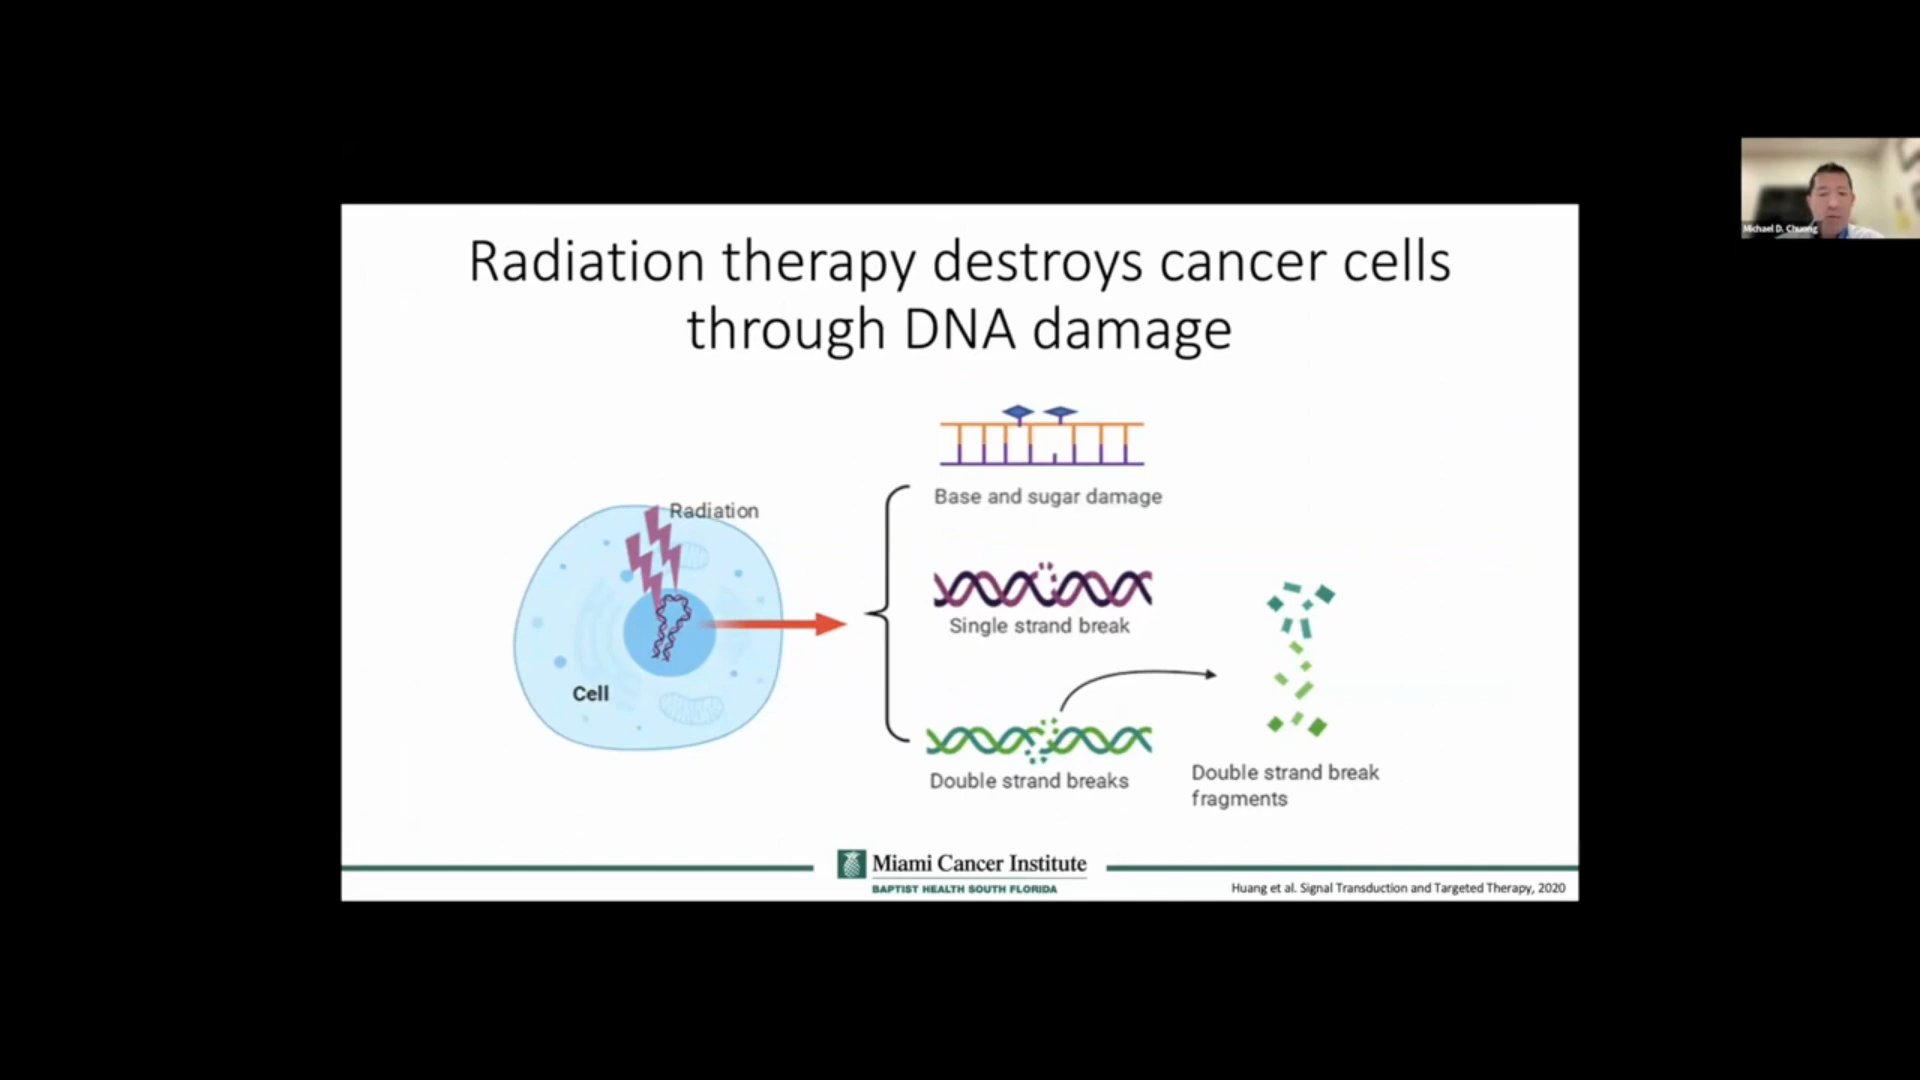 Radiation therapy destroys cancer cells
through DNA damage
Radiation
Cell
Base and sugar damage
Single strand break
Double strand breaks
Double strand break
fragments
Miami Cancer Institute
BAPTIST HEALTH SOUTH FLORIDA
Huang et al. Signal Transduction and Targeted Therapy, 2020
Michael D. Chuong